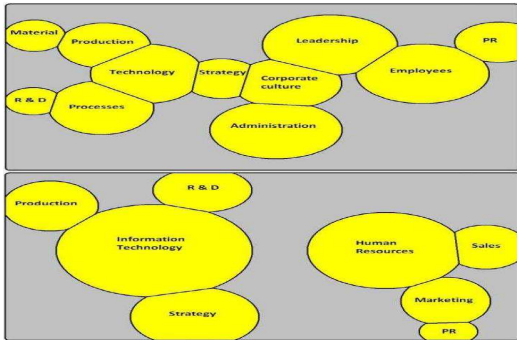 Material
Production
Leadership
PR
Technology
Strategy
Corporate
culture
Employees
R & D
Processes
Administration
R & D
Production
Information
Technology
Human
Resources
Sales
Marketing
Strategy
PR